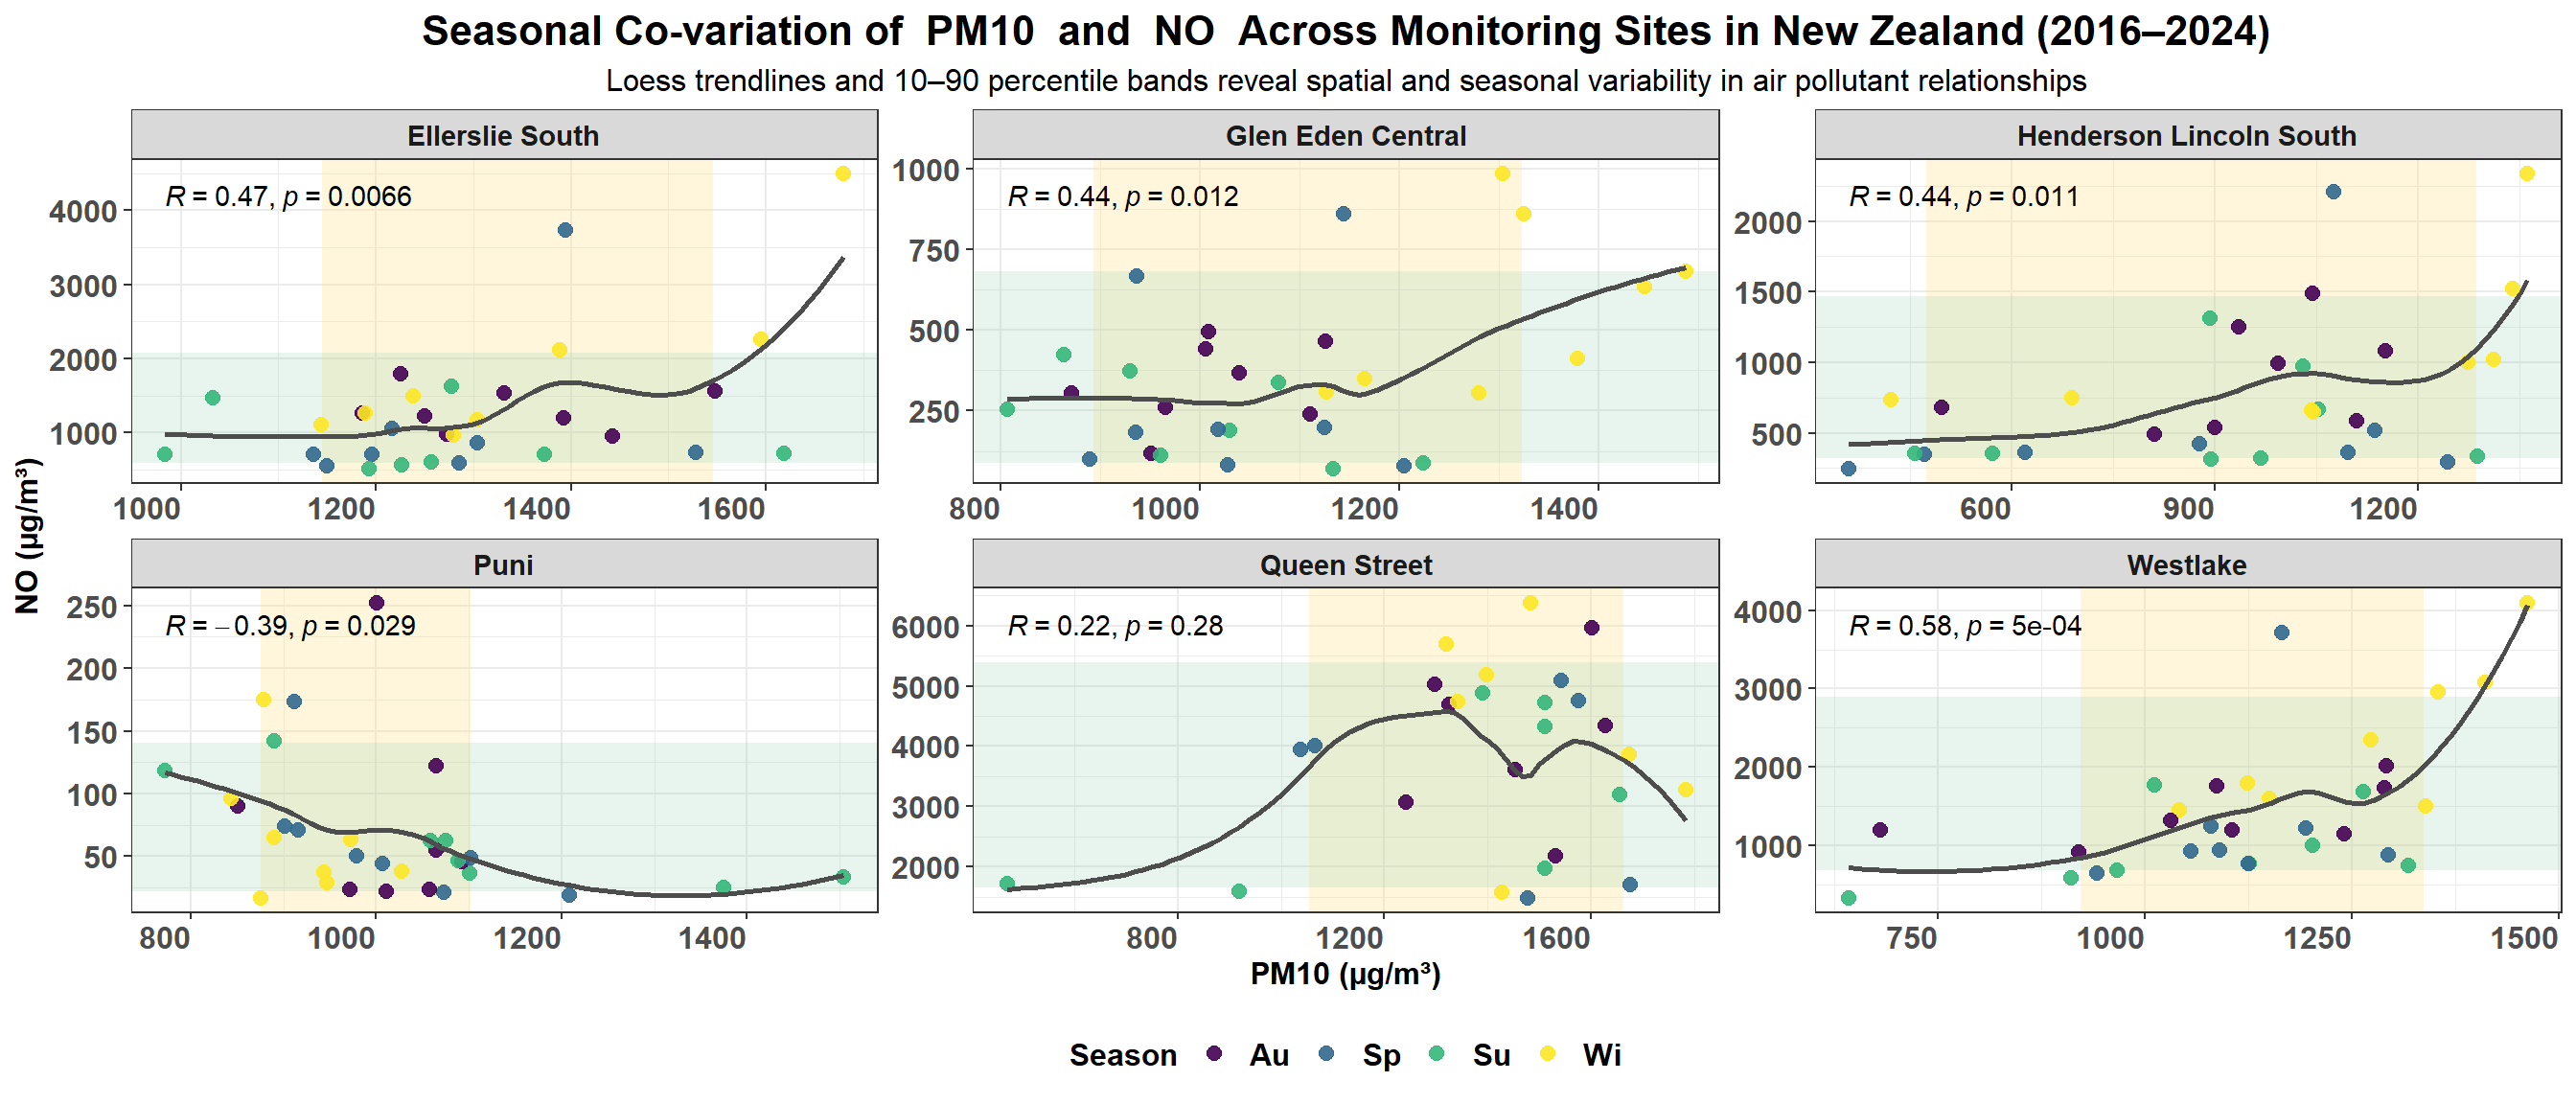 Seasonal Co-variation of PM10 and NO Across Monitoring Sites in New Zealand (2016–2024)
Loess trendlines and 10–90 percentile bands reveal spatial and seasonal variability in air pollutant relationships
Ellerslie South
R = 0.47, p = 0.0066
4000
3000
2000
1000
1000 1200 1400 1600
Glen Eden Central
R = 0.44, p = 0.012
1000
750
500
250
800 1000 1200 1400
Henderson Lincoln South
R = 0.44, p = 0.011
2000
1500
1000
500
600 900 1200
NO (µg/m³)
Puni
R = −0.39, p = 0.029
250
200
150
100
50
800 1000 1200 1400
Queen Street
R = 0.22, p = 0.28
6000
5000
4000
3000
2000
800 1200 1600
Westlake
R = 0.58, p = 5e-04
4000
3000
2000
1000
750 1000 1250 1500
PM10 (µg/m³)
Season Au Sp Su Wi